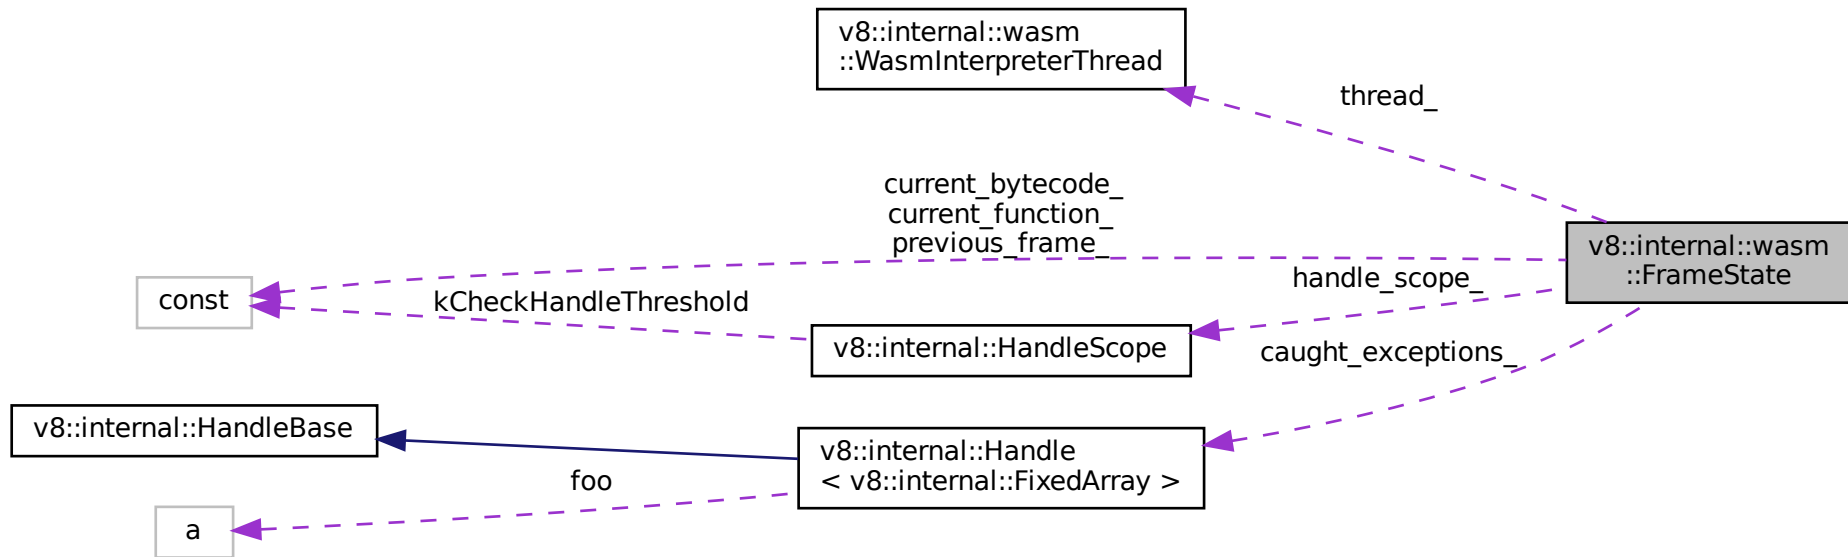 v8::internal::wasm
::WasmInterpreterThread
thread_
current_bytecode_
current_function_
previous_frame_
v8::internal::wasm
::FrameState
handle_scope_
const
kCheckHandleThreshold
v8::internal::HandleScope
caught_exceptions_
v8::internal::HandleBase
v8::internal::Handle
< v8::internal::FixedArray >
foo
a